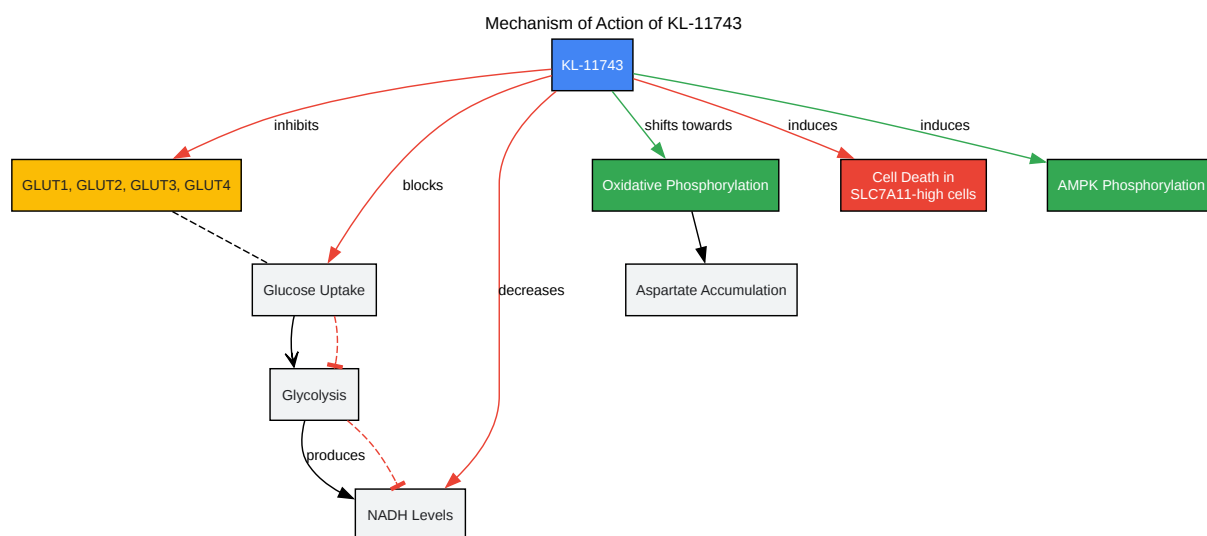 Mechanism of Action of KL-11743
KL-11743
inhibits
shifts towards
induces
induces
GLUT1, GLUT2, GLUT3, GLUT4
blocks
Oxidative Phosphorylation
Cell Death in
SLC7A11-high cells
AMPK Phosphorylation
Glucose Uptake
decreases
Aspartate Accumulation
Glycolysis
produces
NADH Levels